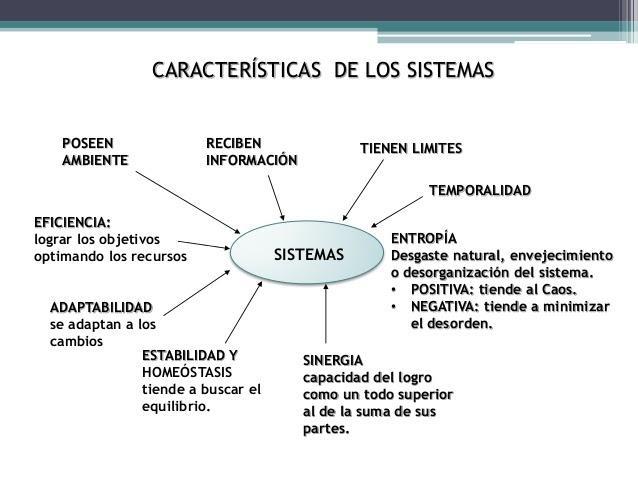 CARACTERÍSTICAS DE LOS SISTEMAS
POSEEN
AMBIENTE
RECIBEN
INFORMACIÓN
TIENEN LIMITES
TEMPORALIDAD
EFICIENCIA:
lograr los objetivos
optimando los recursos
SISTEMAS
ENTROPÍA
Desgaste natural, envejecimiento
o desorganización del sistema.
• POSITIVA: tiende al Caos.
• NEGATIVA: tiende a minimizar
el desorden.
ADAPTABILIDAD
se adaptan a los
cambios
ESTABILIDAD Y
HOMEÓSTASIS
tiende a buscar el
equilibrio.
SINERGIA
capacidad del logro
como un todo superior
al de la suma de sus
partes.